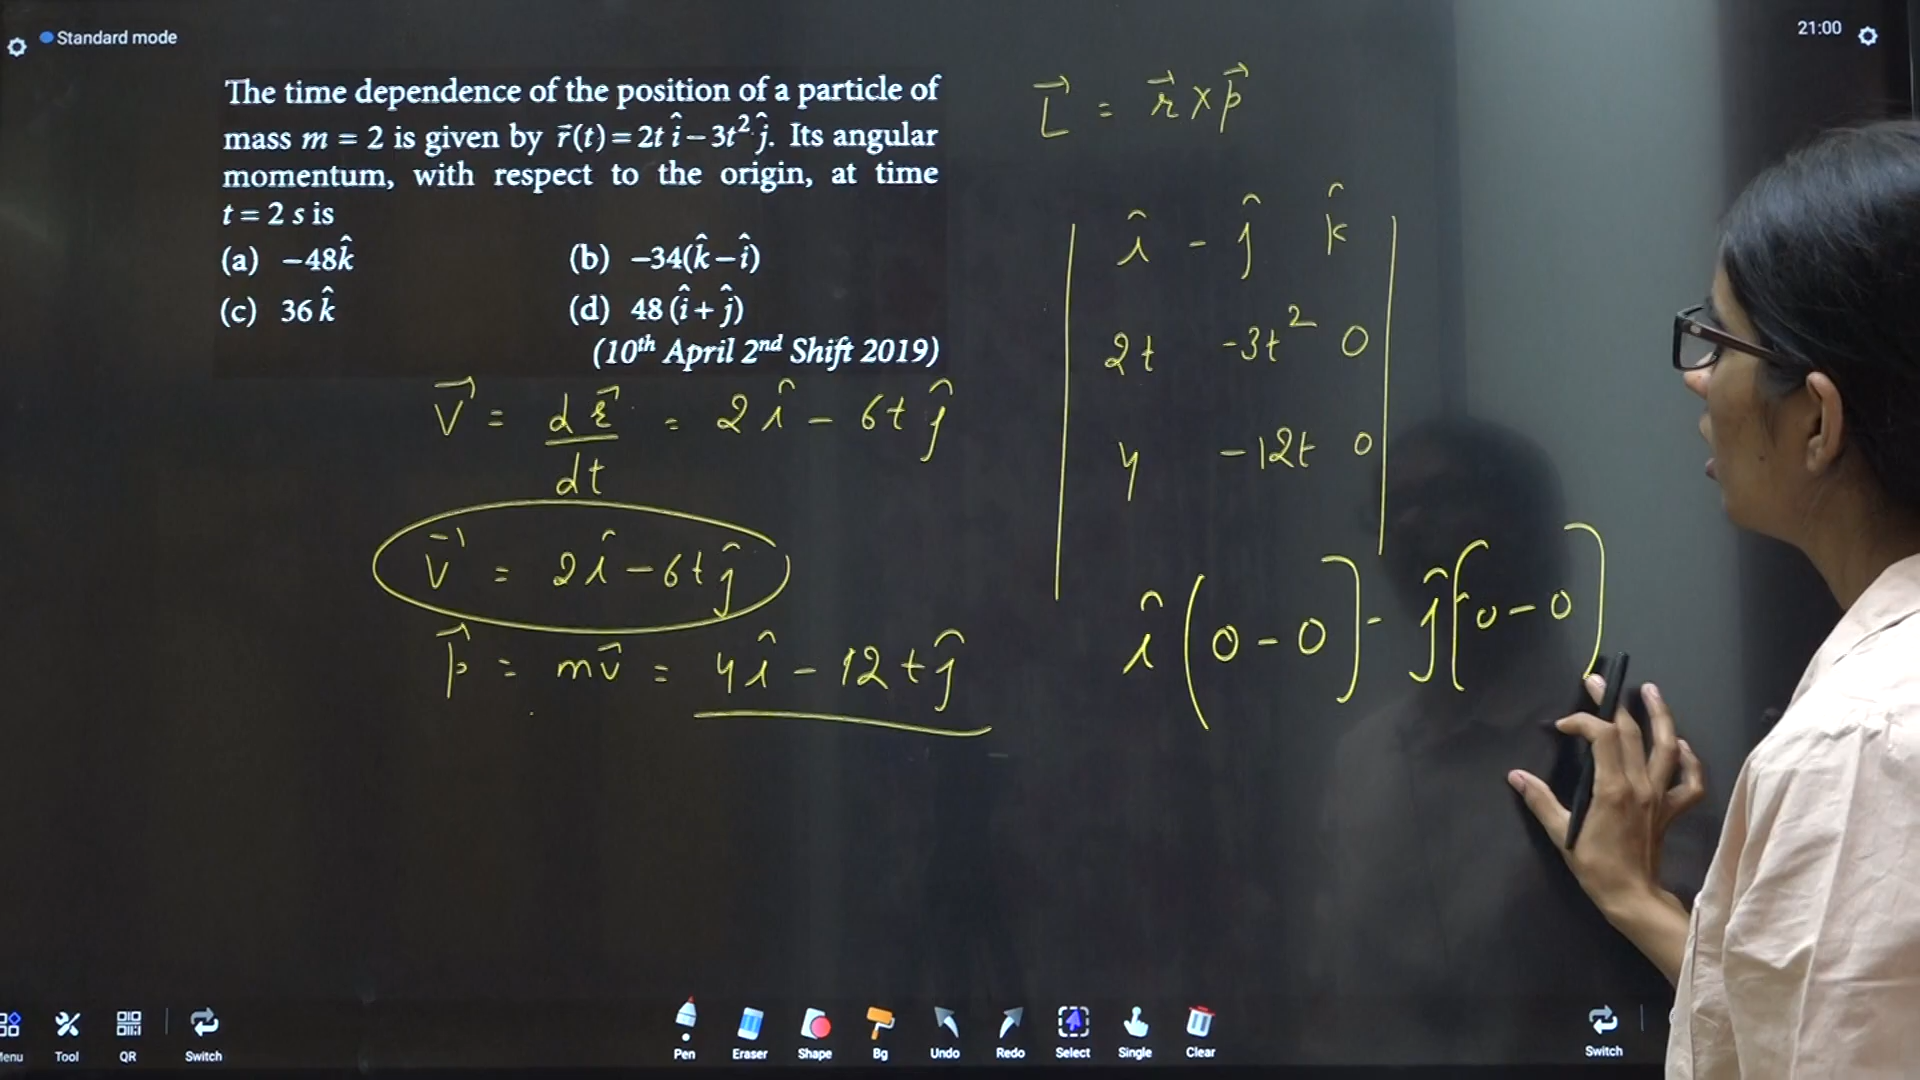 Standard mode
21:00
The time dependence of the position of a particle of
mass m = 2 is given by r⃗(t) = 2t î − 3t² ĵ. Its angular
momentum, with respect to the origin, at time
t = 2 s is
(a) −48k̂ (b) −34(k̂ − î)
(c) 36 k̂ (d) 48 (î + ĵ)
(10th April 2nd Shift 2019)
v⃗ = dr⃗/dt = 2î − 6t ĵ
v⃗ = 2î − 6t ĵ
p⃗ = mv⃗ = 4î − 12t ĵ
L⃗ = r⃗ × p⃗
î − ĵ k̂
2t −3t² 0
4 −12t 0
î(0 − 0] − ĵ[0 − 0]
enu Tool QR Switch Pen Eraser Shape Bg Undo Redo Select Single Clear Switch